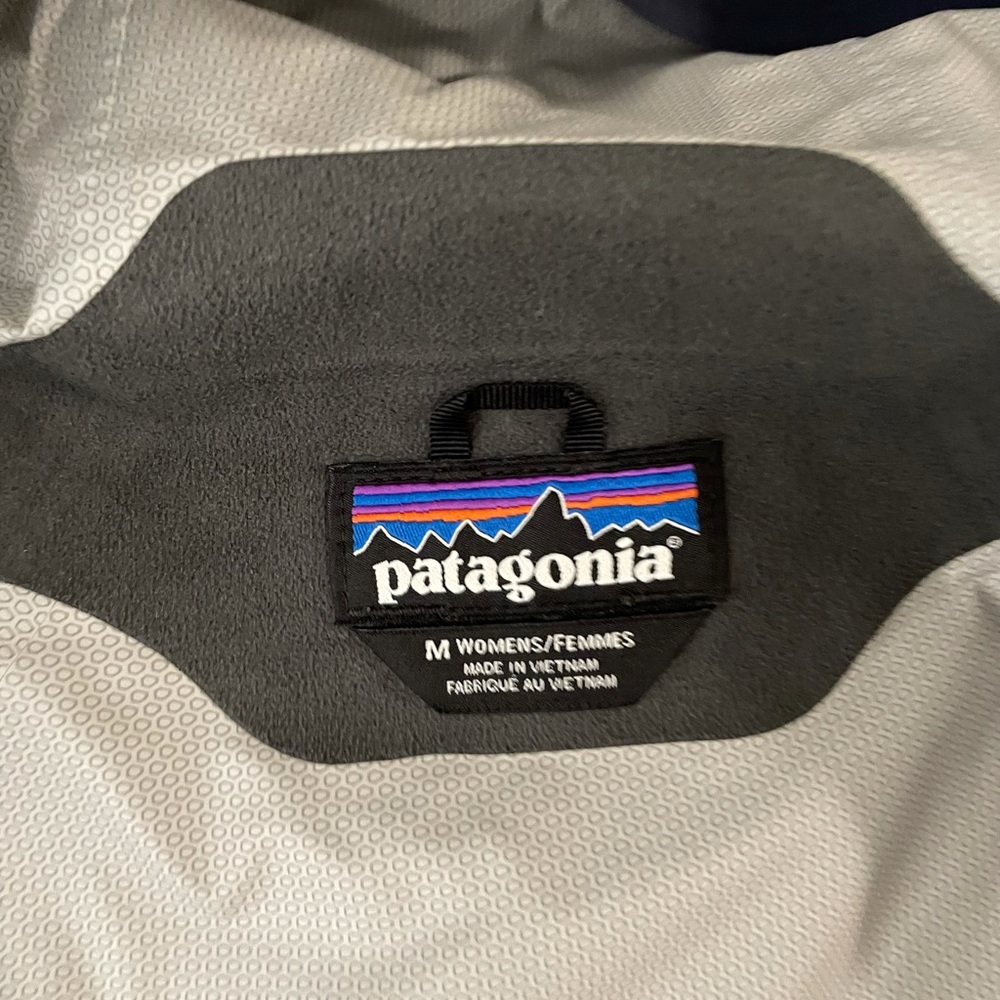 patagonia®
M WOMENS/FEMMES
MADE IN VIETNAM
FABRIQUÉ AU VIETNAM